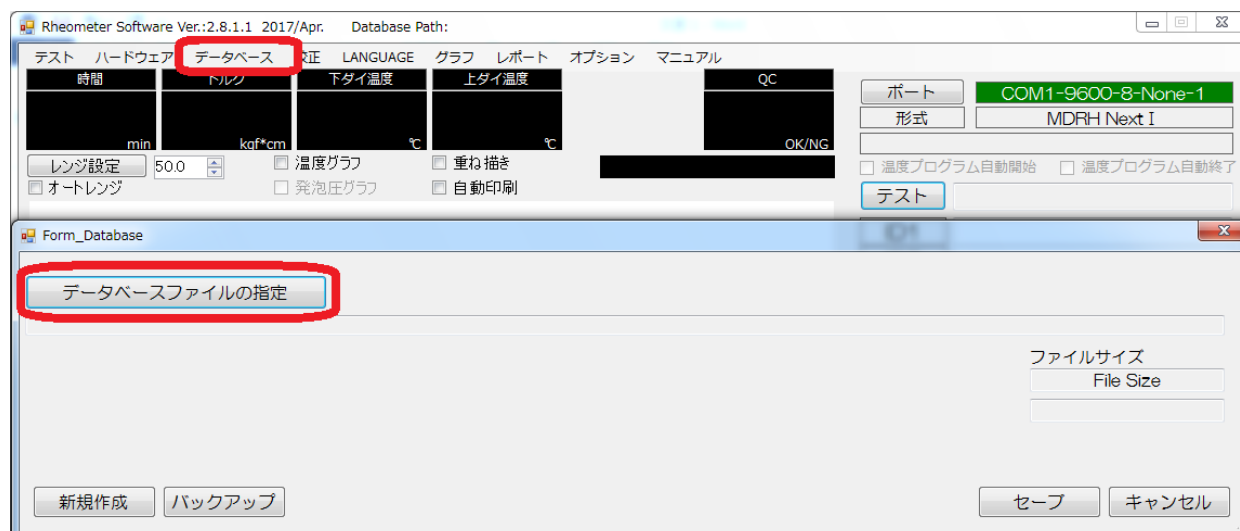 Rheometer Software Ver.:2.8.1.1 2017/Apr. Database Path:
テスト ハードウェア データベース 校正 LANGUAGE グラフ レポート オプション マニュアル
時間 トルク 下ダイ温度 上ダイ温度 QC
min kgf*cm ℃ ℃ OK/NG
ポート COM1-9600-8-None-1
形式 MDRH Next I
レンジ設定 50.0 温度グラフ 重ね描き
オートレンジ 発泡圧グラフ 自動印刷
温度プログラム自動開始 温度プログラム自動終了
テスト
ID1
Form_Database
データベースファイルの指定
ファイルサイズ
File Size
新規作成 バックアップ セーブ キャンセル